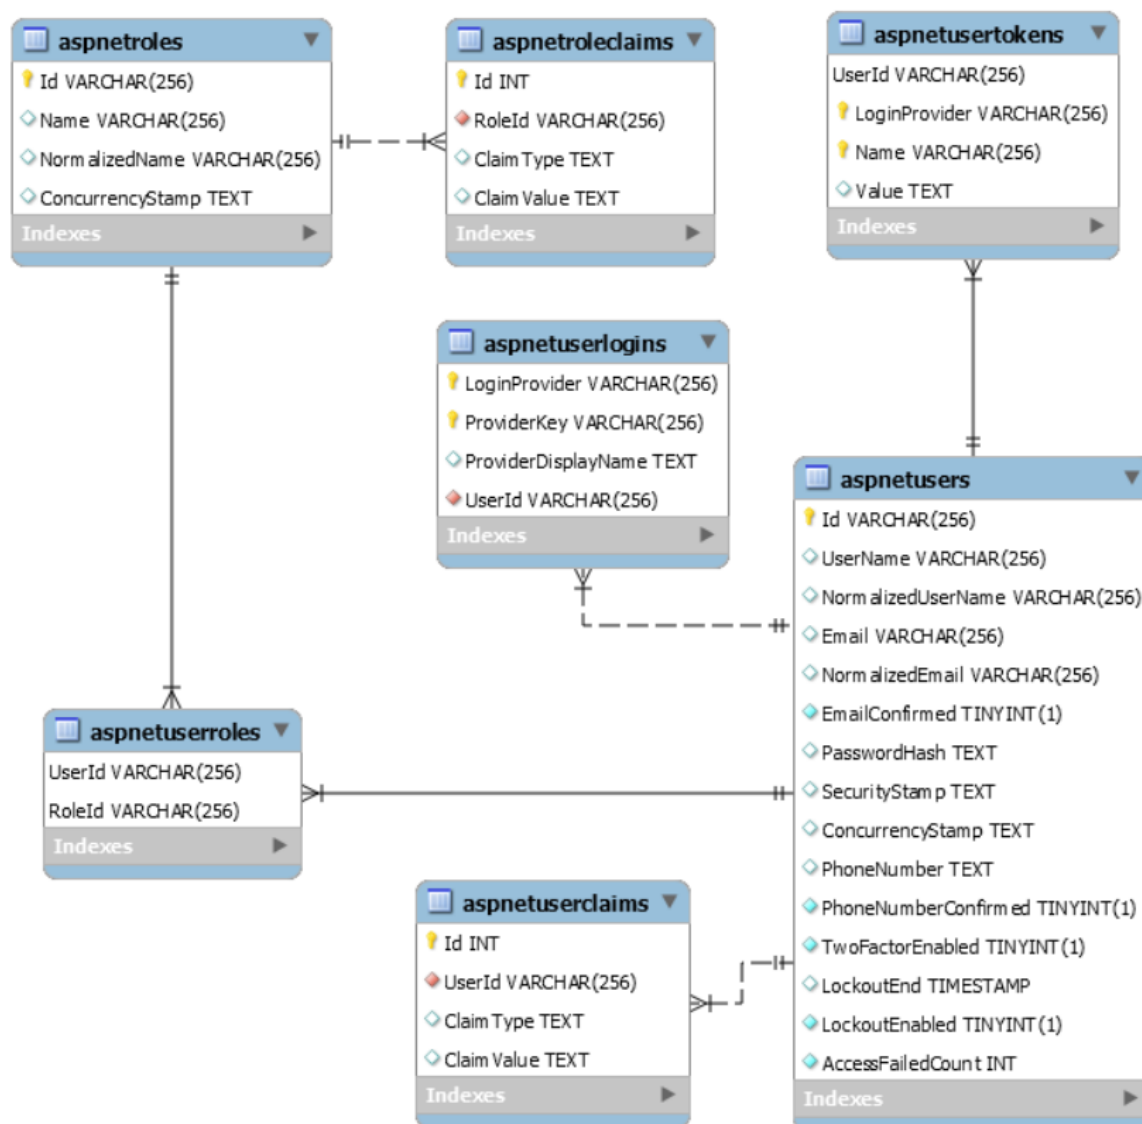 aspnetroles
Id VARCHAR(256)
Name VARCHAR(256)
NormalizedName VARCHAR(256)
ConcurrencyStamp TEXT
Indexes
aspnetroleclaims
Id INT
RoleId VARCHAR(256)
ClaimType TEXT
ClaimValue TEXT
Indexes
aspnetusertokens
UserId VARCHAR(256)
LoginProvider VARCHAR(256)
Name VARCHAR(256)
Value TEXT
Indexes
aspnetuserlogins
LoginProvider VARCHAR(256)
ProviderKey VARCHAR(256)
ProviderDisplayName TEXT
UserId VARCHAR(256)
Indexes
aspnetusers
Id VARCHAR(256)
UserName VARCHAR(256)
NormalizedUserName VARCHAR(256)
Email VARCHAR(256)
NormalizedEmail VARCHAR(256)
EmailConfirmed TINYINT(1)
PasswordHash TEXT
SecurityStamp TEXT
ConcurrencyStamp TEXT
PhoneNumber TEXT
PhoneNumberConfirmed TINYINT(1)
TwoFactorEnabled TINYINT(1)
LockoutEnd TIMESTAMP
LockoutEnabled TINYINT(1)
AccessFailedCount INT
Indexes
aspnetuserroles
UserId VARCHAR(256)
RoleId VARCHAR(256)
Indexes
aspnetuserclaims
Id INT
UserId VARCHAR(256)
ClaimType TEXT
ClaimValue TEXT
Indexes